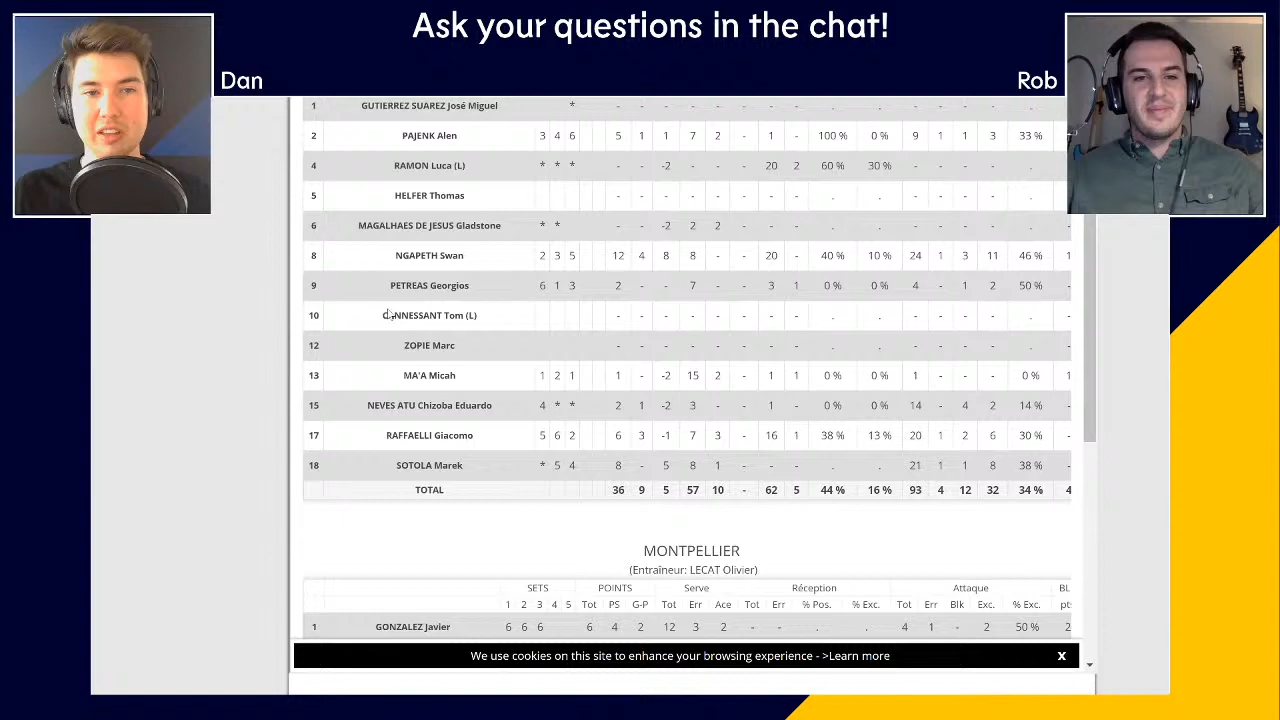 Ask your questions in the chat!
Dan
Rob
1 GUTIERREZ SUAREZ José Miguel * - - - - - - - - . . - - - - . -
2 PAJENK Alen 3 4 6 5 1 1 7 2 - 1 - 100 % 0 % 9 1 1 3 33 %
4 RAMON Luca (L) * * * - - -2 - - - 20 2 60 % 30 % - - - - .
5 HELFER Thomas - - - - - - - - . . - - - - .
6 MAGALHAES DE JESUS Gladstone * * - - -2 2 2 - - - . . - - - - . -
8 NGAPETH Swan 2 3 5 12 4 8 8 - - 20 - 40 % 10 % 24 1 3 11 46 % 1
9 PETREAS Georgios 6 1 3 2 - - 7 - - 3 1 0 % 0 % 4 - 1 2 50 % -
10 NNESSANT Tom (L) - - - - - - - - . . - - - - . -
12 ZOPIE Marc - - - - - - - - . . - - - - . -
13 MA'A Micah 1 2 1 1 - -2 15 2 - 1 1 0 % 0 % 1 - - - 0 % 1
15 NEVES ATU Chizoba Eduardo 4 * * 2 1 -2 3 - - 1 - 0 % 0 % 14 - 4 2 14 % -
17 RAFFAELLI Giacomo 5 6 2 6 3 -1 7 3 - 16 1 38 % 13 % 20 1 2 6 30 % -
18 SOTOLA Marek * 5 4 8 - 5 8 1 - - - . . 21 1 1 8 38 % -
TOTAL 36 9 5 57 10 - 62 5 44 % 16 % 93 4 12 32 34 % 4
MONTPELLIER
(Entraîneur: LECAT Olivier)
SETS POINTS Serve Réception Attaque BL
1 2 3 4 5 Tot PS G-P Tot Err Ace Tot Err % Pos. % Exc. Tot Err Blk Exc. % Exc. pts
1 GONZALEZ Javier 6 6 6 6 4 2 12 3 2 - - . . 4 1 - 2 50 % 2
We use cookies on this site to enhance your browsing experience - >Learn more X